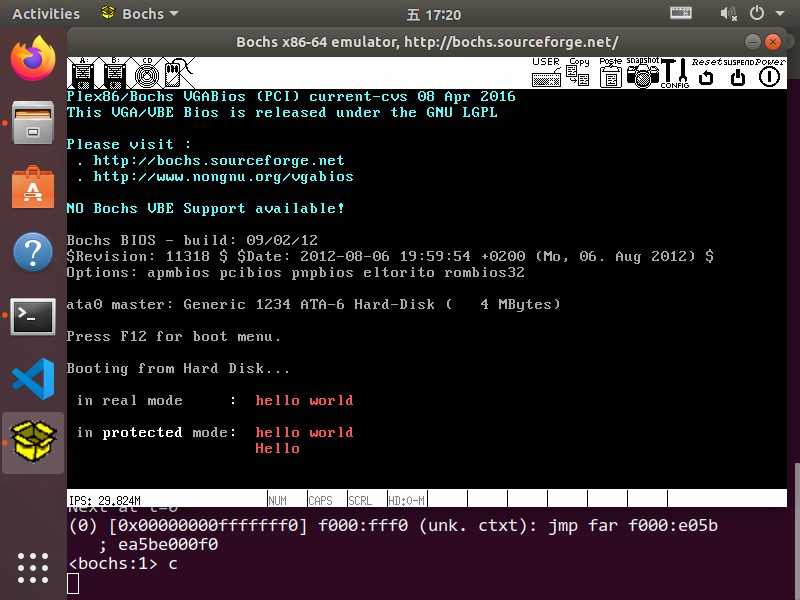 Activities
Bochs
五 17:20
Bochs x86-64 emulator, http://bochs.sourceforge.net/
A: B: CD
USER Copy Paste snapshot CONFIG Reset SUSPEND Power
Plex86/Bochs VGABios (PCI) current-cvs 08 Apr 2016
This VGA/VBE Bios is released under the GNU LGPL
Please visit :
. http://bochs.sourceforge.net
. http://www.nongnu.org/vgabios
NO Bochs VBE Support available!
Bochs BIOS - build: 09/02/12
$Revision: 11318 $ $Date: 2012-08-06 19:59:54 +0200 (Mo, 06. Aug 2012) $
Options: apmbios pcibios pnpbios eltorito rombios32
ata0 master: Generic 1234 ATA-6 Hard-Disk (   4 MBytes)
Press F12 for boot menu.
Booting from Hard Disk...
in real mode     :  hello world
in protected mode:  hello world
Hello
IPS: 29.824M NUM CAPS SCRL HD:0-M
Next at t=0
(0) [0x00000000fffffff0] f000:fff0 (unk. ctxt): jmp far f000:e05b
; ea5be000f0
<bochs:1> c